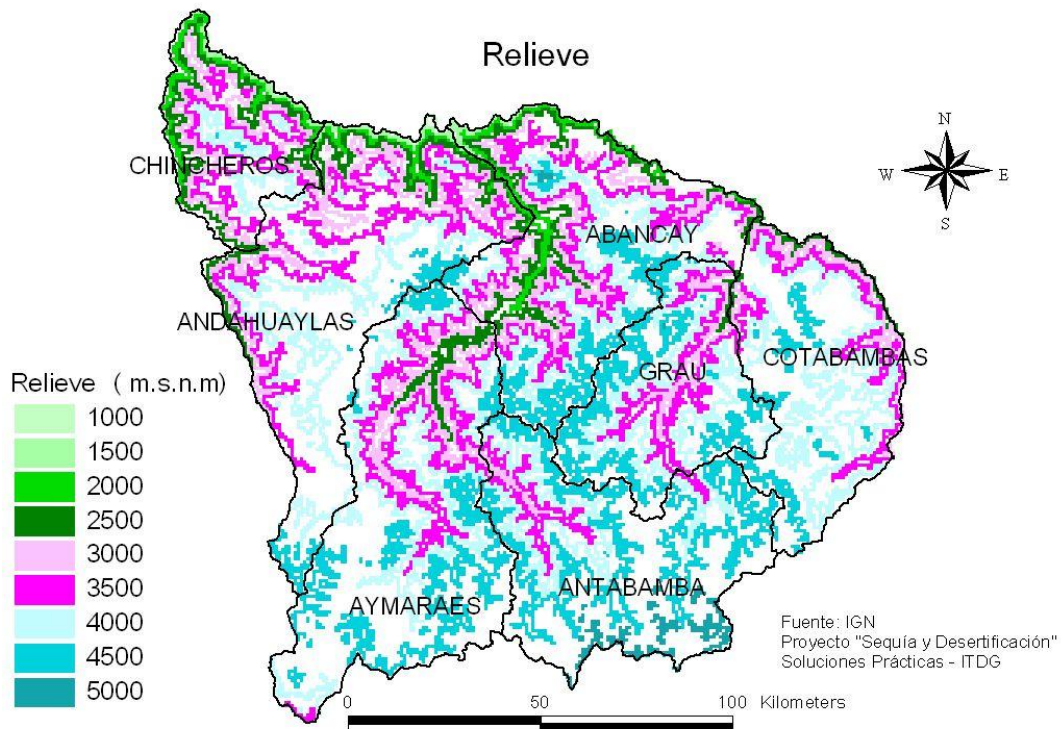 Relieve
N
W
E
S
CHINCHEROS
ABANCAY
ANDAHUAYLAS
COTABAMBAS
GRAU
Relieve ( m.s.n.m)
1000
1500
2000
2500
3000
3500
4000
4500
5000
AYMARAES
ANTABAMBA
Fuente: IGN
Proyecto "Sequía y Desertificación"
Soluciones Prácticas - ITDG
0 50 100 Kilometers